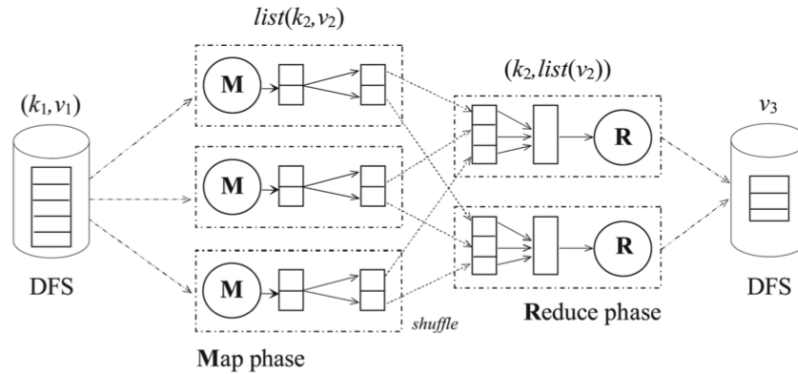 list(k2,v2)
(k2,list(v2))
(k1,v1)
v3
M
R
M
R
M
DFS
DFS
shuffle
Reduce phase
Map phase